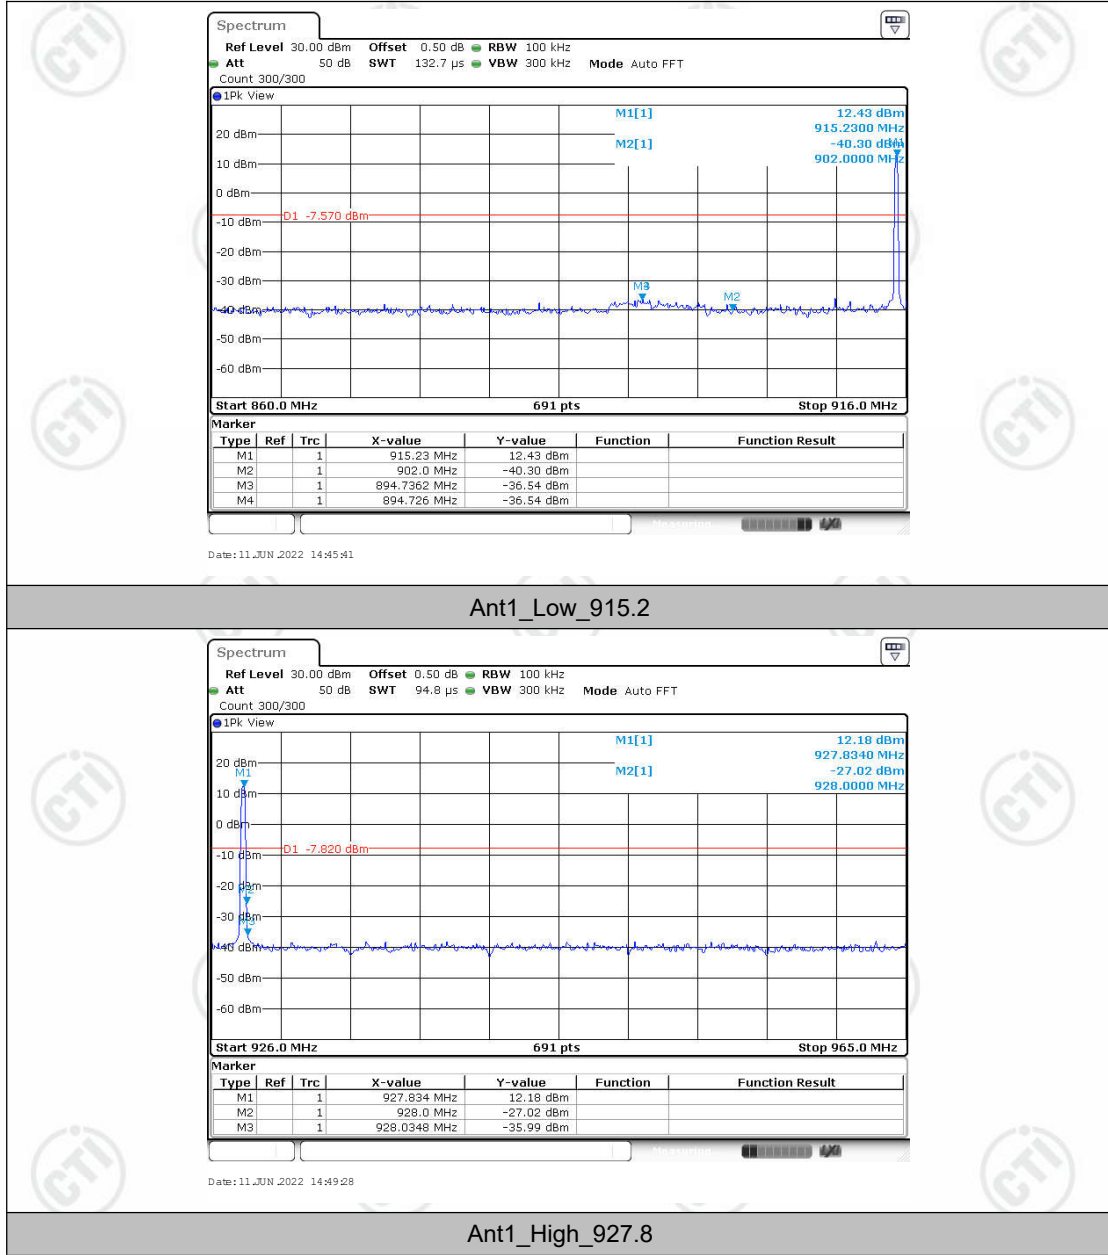 Spectrum
Ref Level 30.00 dBm Offset 0.50 dB RBW 100 kHz
Att 50 dB SWT 132.7 µs VBW 300 kHz Mode Auto FFT
Count 300/300
1Pk View
M1[1] 12.43 dBm
915.2300 MHz
M2[1] -40.30 dBm
902.0000 MHz
M1
20 dBm
10 dBm
0 dBm
D1 -7.570 dBm
-10 dBm
-20 dBm
-30 dBm
M2
-40 dBm
-50 dBm
-60 dBm
Start 860.0 MHz 691 pts Stop 916.0 MHz
Marker
Type Ref Trc X-value Y-value Function Function Result
M1 1 915.23 MHz 12.43 dBm
M2 1 902.0 MHz -40.30 dBm
M3 1 894.7362 MHz -36.54 dBm
M4 1 894.726 MHz -36.54 dBm
Measuring
Date: 11.JUN.2022 14:45:41
Ant1_Low_915.2
Spectrum
Ref Level 30.00 dBm Offset 0.50 dB RBW 100 kHz
Att 50 dB SWT 94.8 µs VBW 300 kHz Mode Auto FFT
Count 300/300
1Pk View
M1[1] 12.18 dBm
927.8340 MHz
M2[1] -27.02 dBm
928.0000 MHz
20 dBm
M1
10 dBm
0 dBm
D1 -7.820 dBm
-10 dBm
-20 dBm
M2
-30 dBm
M3
-40 dBm
-50 dBm
-60 dBm
Start 926.0 MHz 691 pts Stop 965.0 MHz
Marker
Type Ref Trc X-value Y-value Function Function Result
M1 1 927.834 MHz 12.18 dBm
M2 1 928.0 MHz -27.02 dBm
M3 1 928.0348 MHz -35.99 dBm
Measuring
Date: 11.JUN.2022 14:49:28
Ant1_High_927.8
CTI
CTI
CTI
CTI
CTI
CTI
CTI
CTI